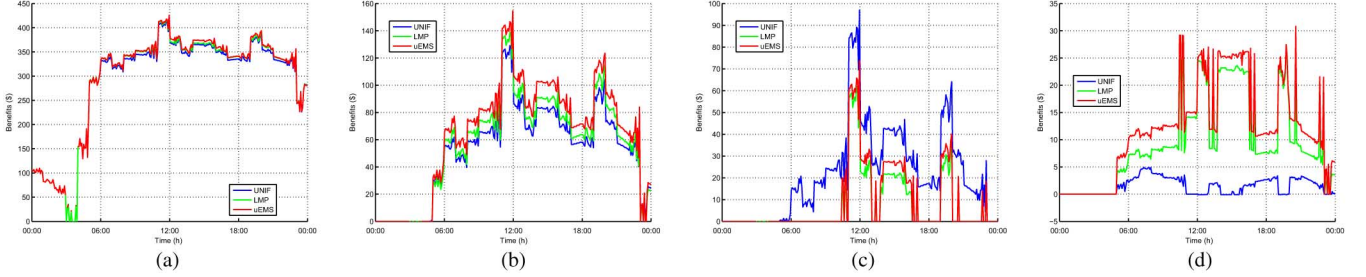 450
400
350
300
250
200
150
100
50
0
Benefits ($)
UNIF
LMP
uEMS
00:00 06:00 12:00 18:00 00:00
Time (h)
(a)
160
140
120
100
80
60
40
20
0
Benefits ($)
UNIF
LMP
uEMS
00:00 06:00 12:00 18:00 00:00
Time (h)
(b)
100
90
80
70
60
50
40
30
20
10
0
Benefits ($)
UNIF
LMP
uEMS
00:00 06:00 12:00 18:00 00:00
Time (h)
(c)
35
30
25
20
15
10
5
0
−5
Benefits ($)
UNIF
LMP
uEMS
00:00 06:00 12:00 18:00 00:00
Time (h)
(d)